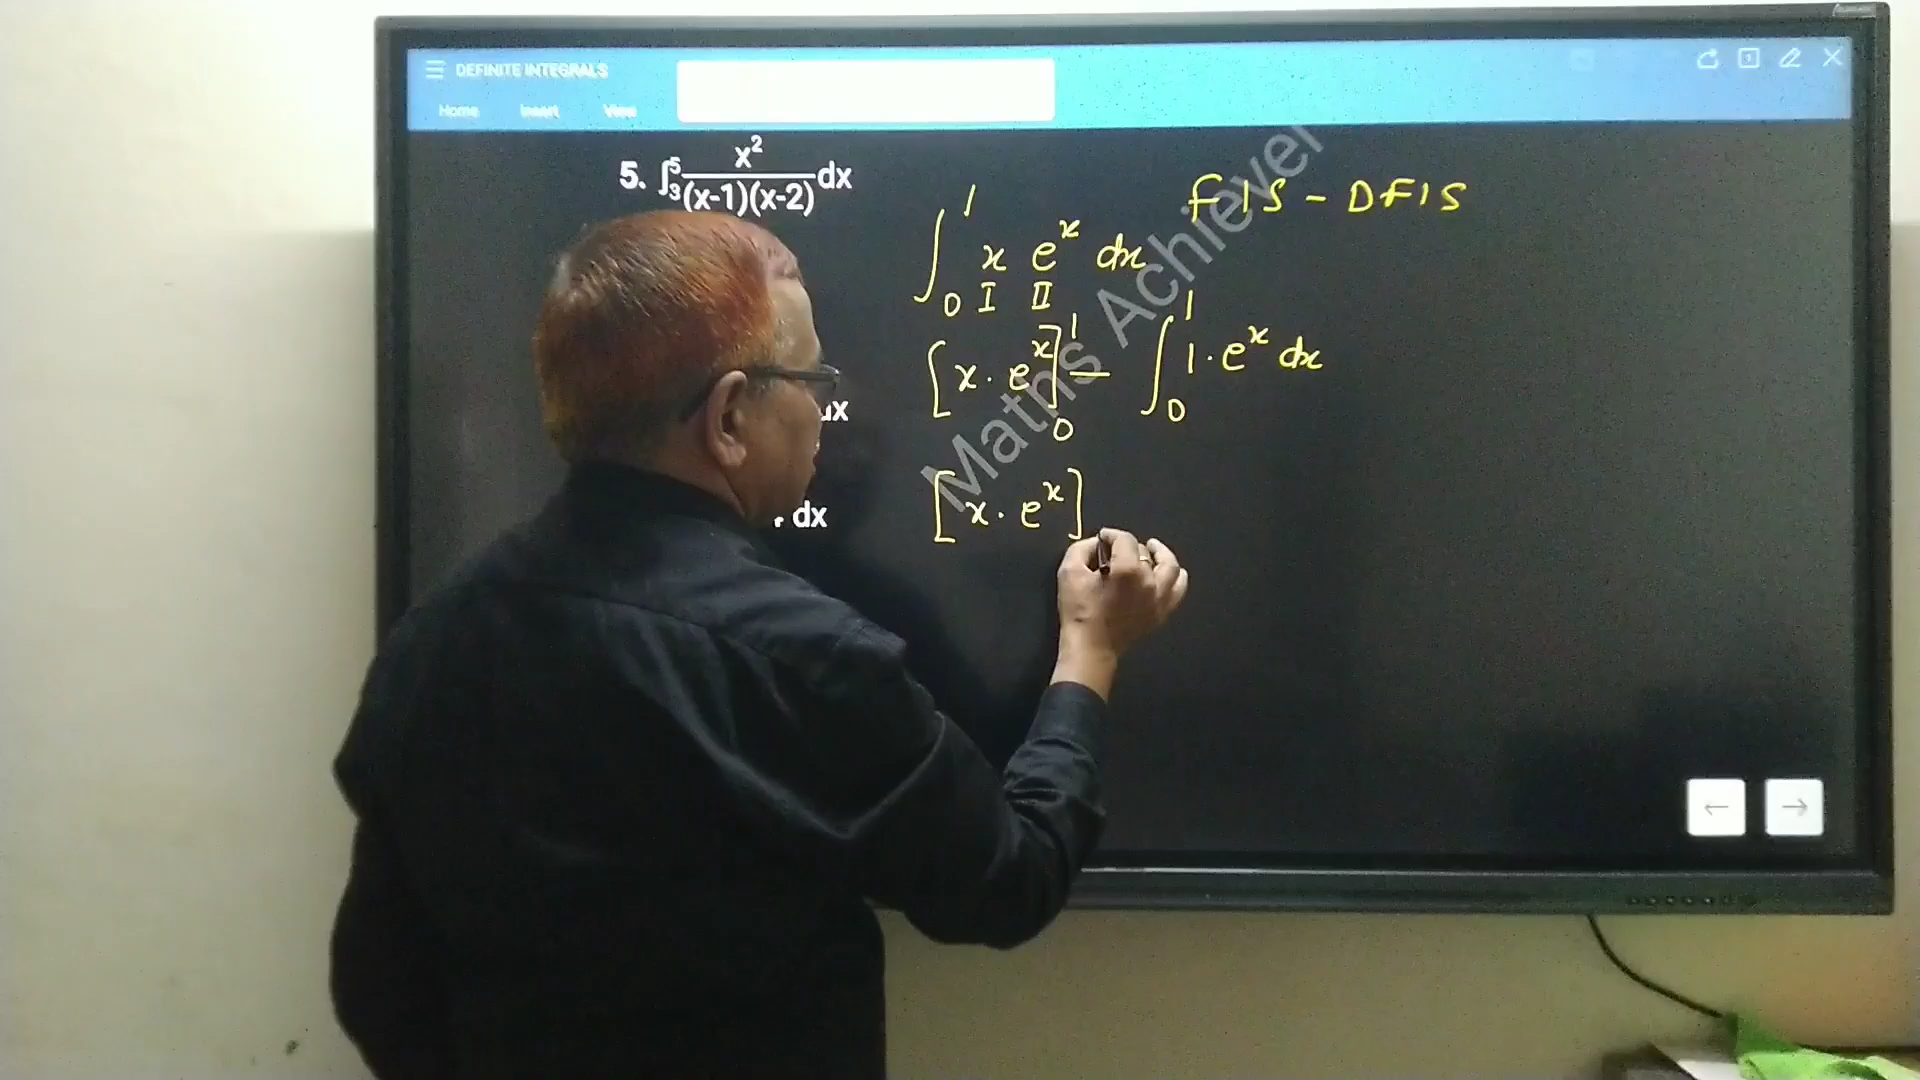 DEFINITE INTEGRALS
Home Insert View
5. ∫₃⁵ x²/(x-1)(x-2) dx
FIS - DFIS
∫₀¹ x eˣ dx
I II
[x · eˣ]₀¹ - ∫₀¹ 1 · eˣ dx
dx
[x · eˣ]
dx
Maths Achiever